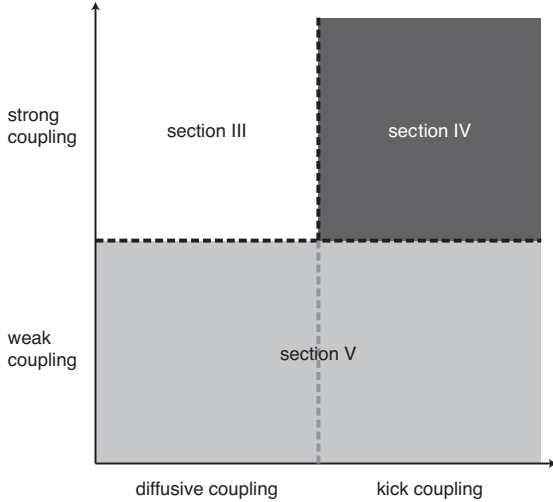 strong
coupling
section III
section IV
weak
coupling
section V
diffusive coupling
kick coupling